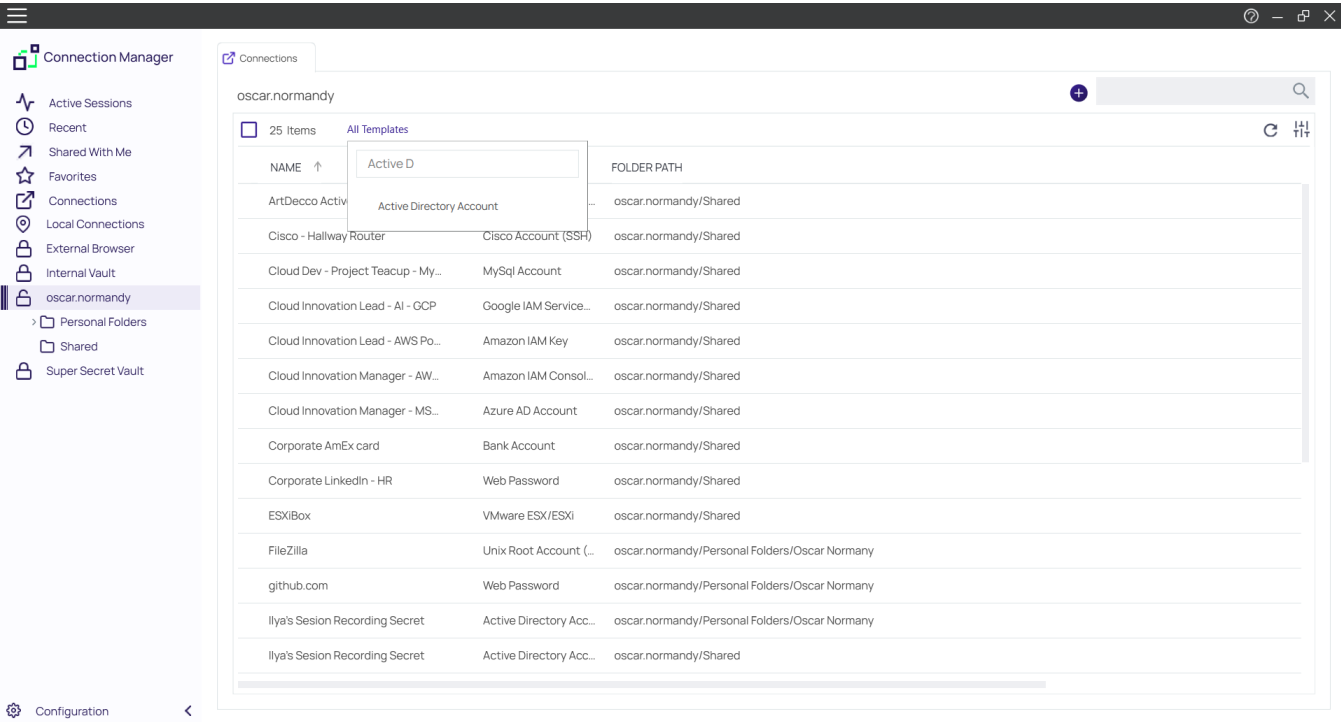 Connection Manager
Connections
Active Sessions
Recent
Shared With Me
Favorites
Connections
Local Connections
External Browser
Internal Vault
oscar.normandy
Personal Folders
Shared
Super Secret Vault
Configuration
oscar.normandy
25 Items All Templates
Active D
Active Directory Account
NAME FOLDER PATH
ArtDecco Activ ... oscar.normandy/Shared
Cisco - Hallway Router Cisco Account (SSH) oscar.normandy/Shared
Cloud Dev - Project Teacup - My... MySql Account oscar.normandy/Shared
Cloud Innovation Lead - AI - GCP Google IAM Service... oscar.normandy/Shared
Cloud Innovation Lead - AWS Po... Amazon IAM Key oscar.normandy/Shared
Cloud Innovation Manager - AW... Amazon IAM Consol... oscar.normandy/Shared
Cloud Innovation Manager - MS... Azure AD Account oscar.normandy/Shared
Corporate AmEx card Bank Account oscar.normandy/Shared
Corporate LinkedIn - HR Web Password oscar.normandy/Shared
ESXiBox VMware ESX/ESXi oscar.normandy/Shared
FileZilla Unix Root Account (... oscar.normandy/Personal Folders/Oscar Normany
github.com Web Password oscar.normandy/Personal Folders/Oscar Normany
Ilya's Sesion Recording Secret Active Directory Acc... oscar.normandy/Personal Folders/Oscar Normany
Ilya's Sesion Recording Secret Active Directory Acc... oscar.normandy/Shared